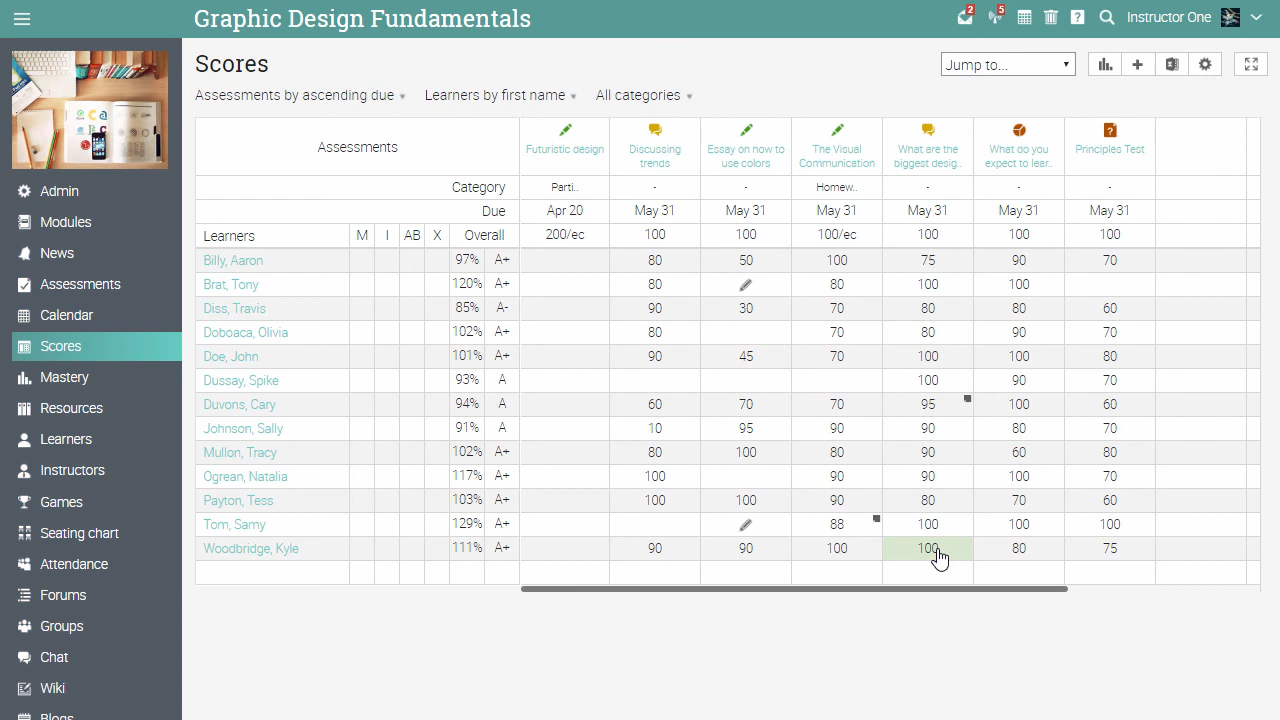 Graphic Design Fundamentals
2
5
Instructor One
Admin
Modules
News
Assessments
Calendar
Scores
Mastery
Resources
Learners
Instructors
Games
Seating chart
Attendance
Forums
Groups
Chat
Wiki
Blogs
Scores
Jump to...
Assessments by ascending due
Learners by first name
All categories
Assessments
Futuristic design
Discussing trends
Essay on how to use colors
The Visual Communication
What are the biggest desig..
What do you expect to lear..
Principles Test
Category Parti.. - - Homew.. - - -
Due Apr 20 May 31 May 31 May 31 May 31 May 31 May 31
Learners M I AB X Overall 200/ec 100 100 100/ec 100 100 100
Billy, Aaron 97% A+ 80 50 100 75 90 70
Brat, Tony 120% A+ 80 80 100 100
Diss, Travis 85% A- 90 30 70 80 80 60
Doboaca, Olivia 102% A+ 80 70 80 90 70
Doe, John 101% A+ 90 45 70 100 100 80
Dussay, Spike 93% A 100 90 70
Duvons, Cary 94% A 60 70 70 95 100 60
Johnson, Sally 91% A 10 95 90 90 80 70
Mullon, Tracy 102% A+ 80 100 80 90 60 80
Ogrean, Natalia 117% A+ 100 90 90 100 70
Payton, Tess 103% A+ 100 100 90 80 70 60
Tom, Samy 129% A+ 88 100 100 100
Woodbridge, Kyle 111% A+ 90 90 100 100 80 75